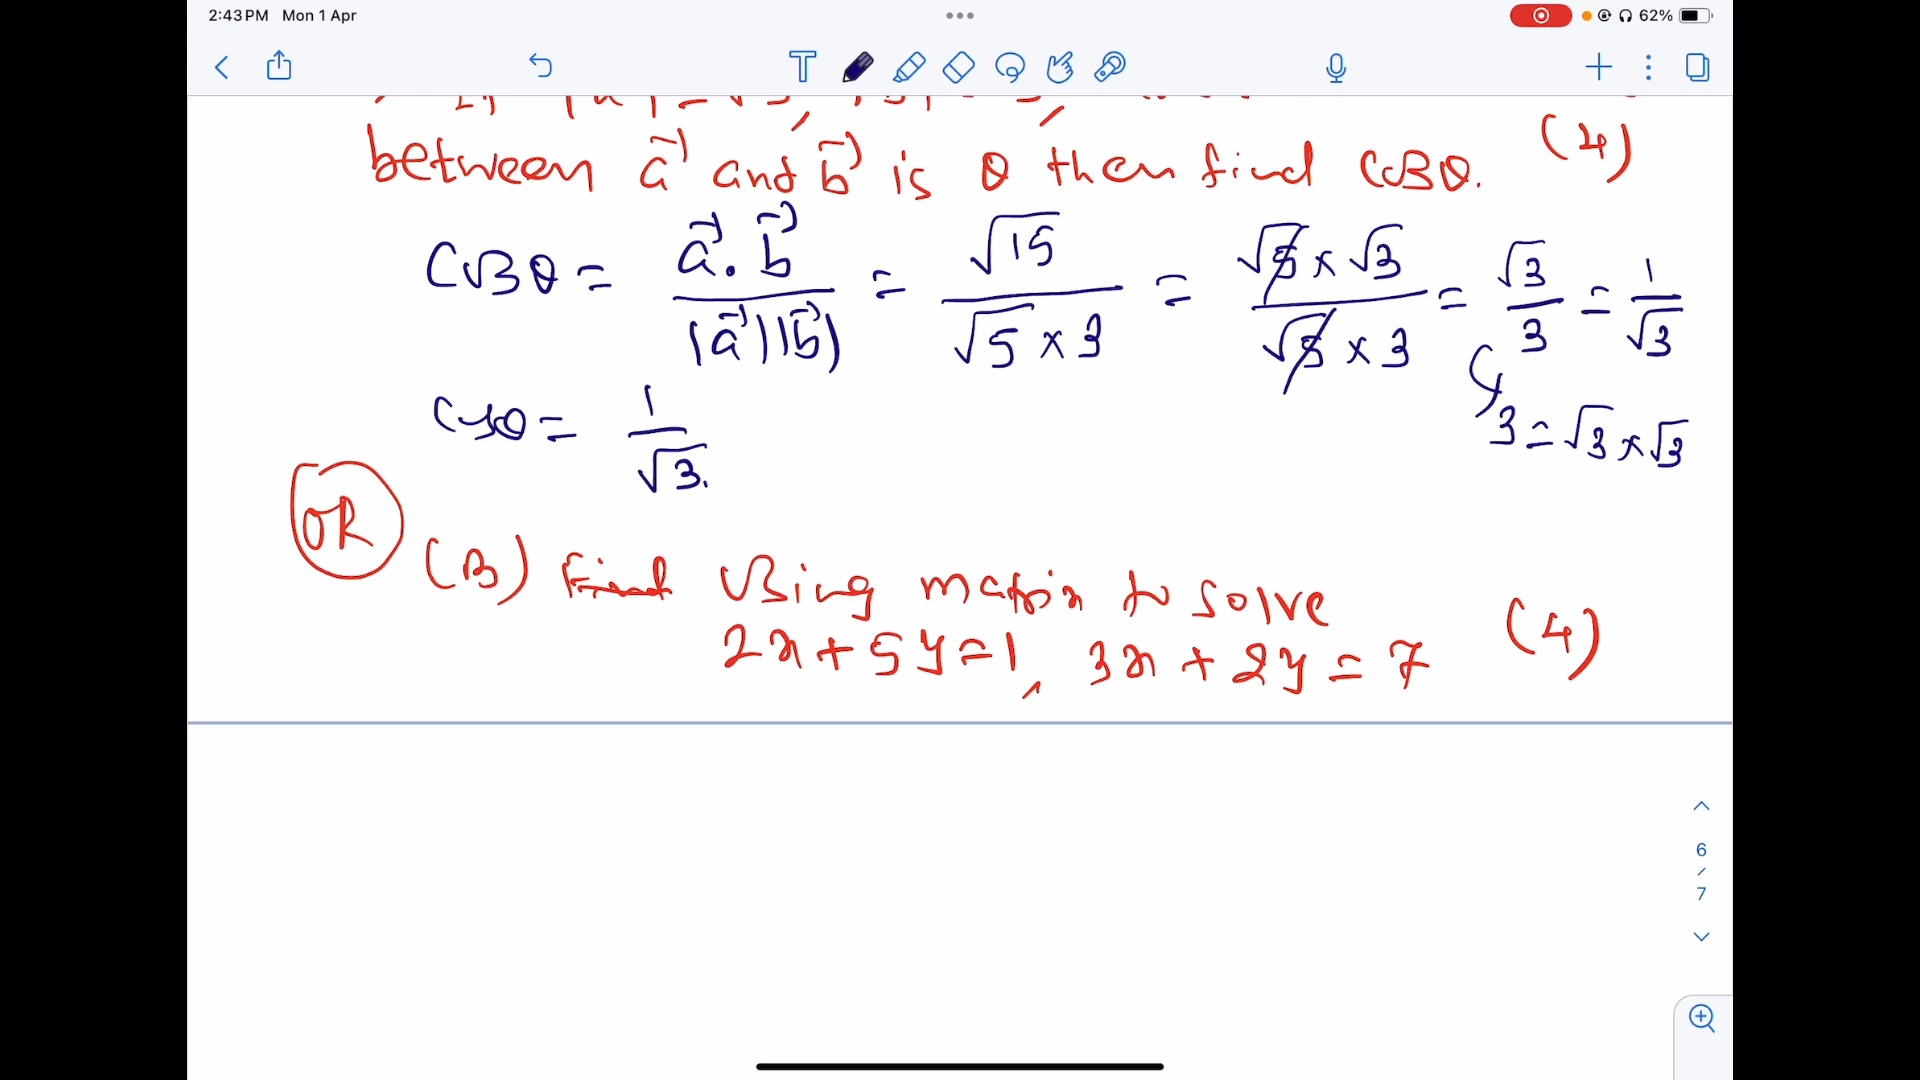 2:43 PM Mon 1 Apr
62%
between a⃗ and b⃗ is θ then find cosθ. (4)
cosθ = a⃗.b⃗ / |a⃗||b⃗| = √15 / √5 × 3 = √5 × √3 / √5 × 3 = √3 / 3 = 1 / √3
3 = √3 × √3
cosθ = 1 / √3.
OR
(B) Find Using matrix to solve
2x + 5y = 1, 3x + 2y = 7 (4)
6
/
7